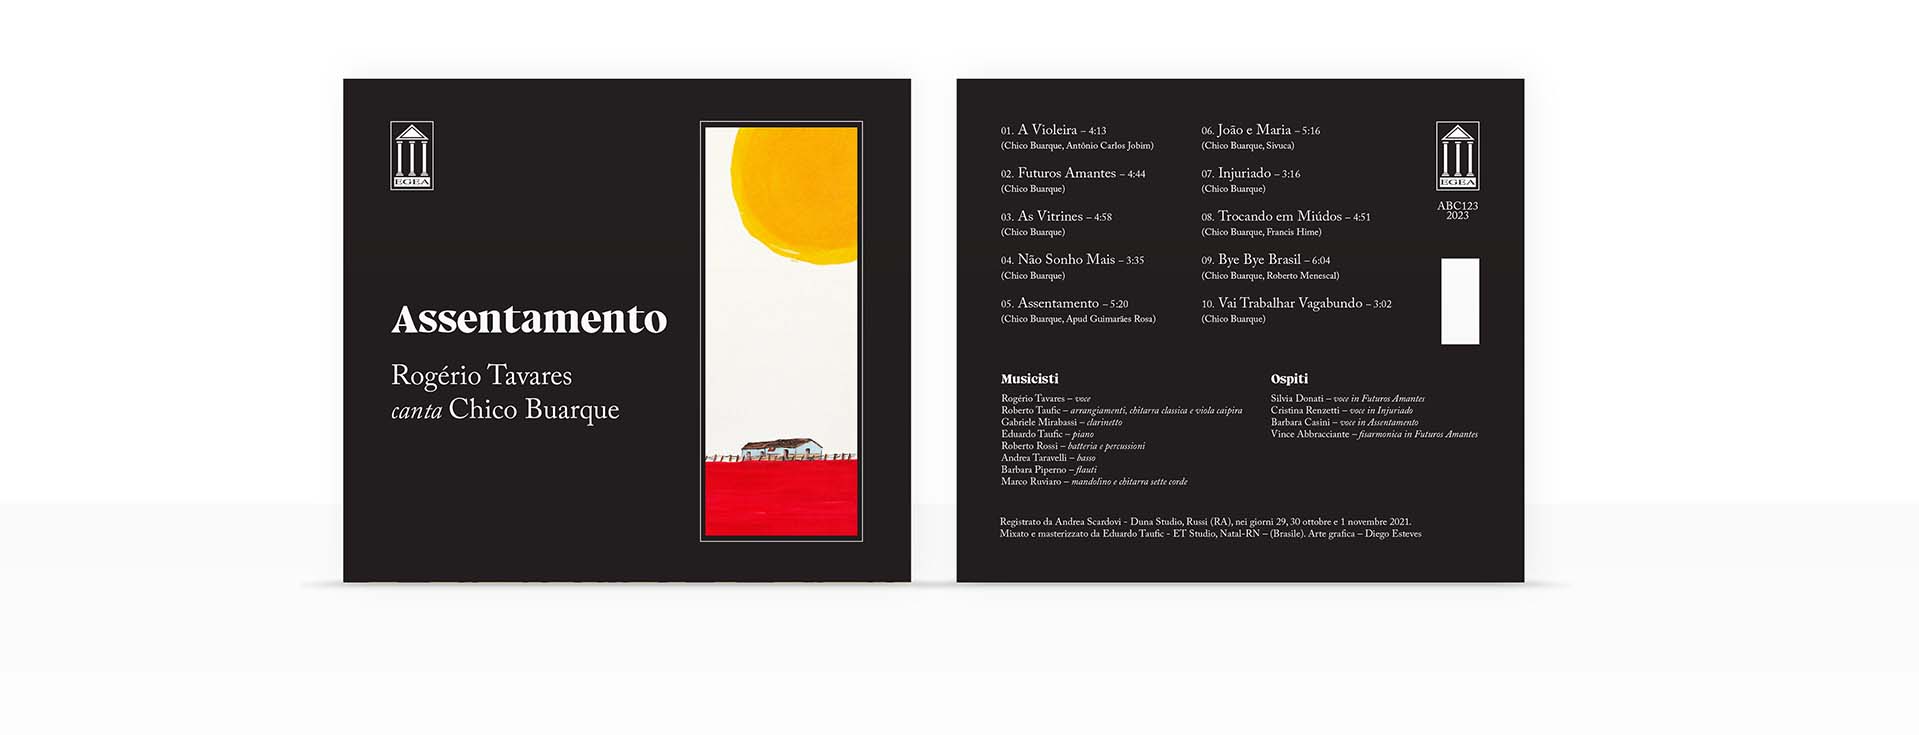 EGEA
Assentamento
Rogério Tavares
canta Chico Buarque
01. A Violeira – 4:13
(Chico Buarque, Antônio Carlos Jobim)
02. Futuros Amantes – 4:44
(Chico Buarque)
03. As Vitrines – 4:58
(Chico Buarque)
04. Não Sonho Mais – 3:35
(Chico Buarque)
05. Assentamento – 5:20
(Chico Buarque, Apud Guimarães Rosa)
06. João e Maria – 5:16
(Chico Buarque, Sivuca)
07. Injuriado – 3:16
(Chico Buarque)
08. Trocando em Miúdos – 4:51
(Chico Buarque, Francis Hime)
09. Bye Bye Brasil – 6:04
(Chico Buarque, Roberto Menescal)
10. Vai Trabalhar Vagabundo – 3:02
(Chico Buarque)
EGEA
ABC123
2023
Musicisti
Rogério Tavares – voce
Roberto Taufic – arrangiamenti, chitarra classica e viola caipira
Gabriele Mirabassi – clarinetto
Eduardo Taufic – piano
Roberto Rossi – batteria e percussioni
Andrea Taravelli – basso
Barbara Piperno – flauti
Marco Ruviaro – mandolino e chitarra sette corde
Ospiti
Silvia Donati – voce in Futuros Amantes
Cristina Renzetti – voce in Injuriado
Barbara Casini – voce in Assentamento
Vince Abbracciante – fisarmonica in Futuros Amantes
Registrato da Andrea Scardovi - Duna Studio, Russi (RA), nei giorni 29, 30 ottobre e 1 novembre 2021.
Mixato e masterizzato da Eduardo Taufic - ET Studio, Natal-RN – (Brasile). Arte grafica – Diego Esteves